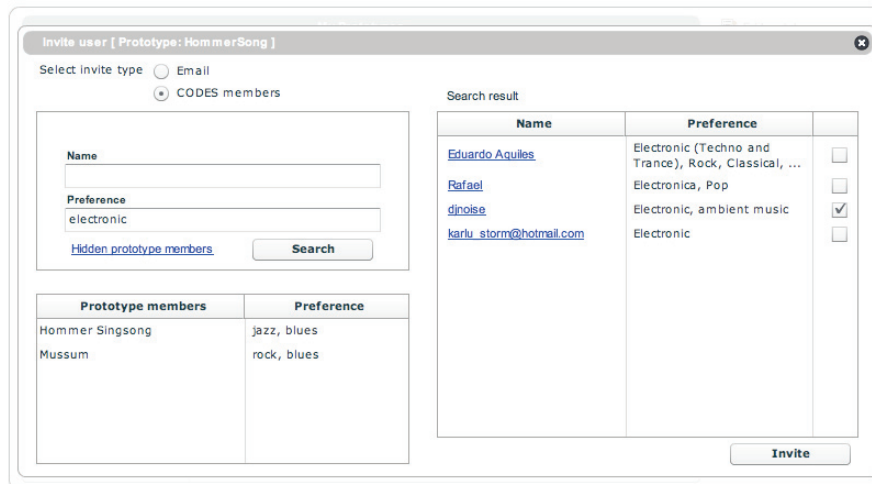 Invite user [ Prototype: HommerSong ]
Select invite type
Email
CODES members
Name
Preference
electronic
Hidden prototype members
Search
Prototype members Preference
Hommer Singsong jazz, blues
Mussum rock, blues
Search result
Name Preference
Eduardo Aquiles Electronic (Techno and
Trance), Rock, Classical, ...
Rafael Electronica, Pop
djnoise Electronic, ambient music
karlu_storm@hotmail.com Electronic
Invite